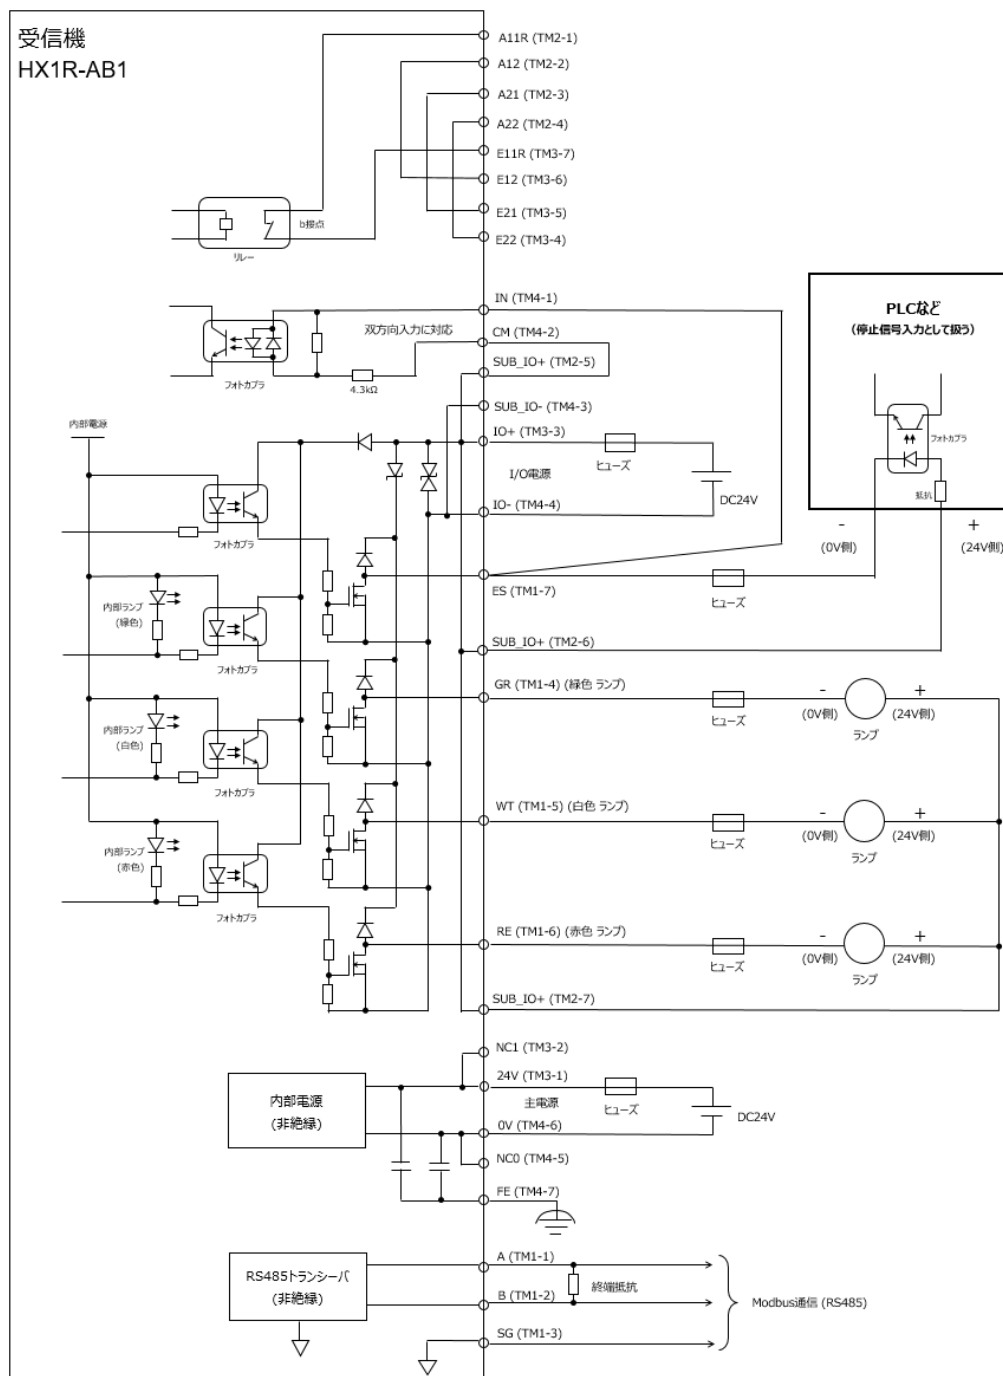 受信機
HX1R-AB1
A11R (TM2-1)
A12 (TM2-2)
A21 (TM2-3)
A22 (TM2-4)
E11R (TM3-7)
E12 (TM3-6)
E21 (TM3-5)
E22 (TM3-4)
b接点
リレー
IN (TM4-1)
双方向入力に対応
CM (TM4-2)
SUB_IO+ (TM2-5)
フォトカプラ
4.3kΩ
SUB_IO- (TM4-3)
IO+ (TM3-3)
ヒューズ
I/O電源
DC24V
IO- (TM4-4)
PLCなど
(停止信号入力として扱う)
フォトカプラ
抵抗
-
(0V側)
+
(24V側)
内部電源
フォトカプラ
ES (TM1-7)
ヒューズ
内部ランプ
(緑色)
フォトカプラ
SUB_IO+ (TM2-6)
GR (TM1-4) (緑色 ランプ)
ヒューズ
-
(0V側)
+
(24V側)
ランプ
内部ランプ
(白色)
フォトカプラ
WT (TM1-5) (白色 ランプ)
ヒューズ
-
(0V側)
+
(24V側)
ランプ
内部ランプ
(赤色)
フォトカプラ
RE (TM1-6) (赤色 ランプ)
ヒューズ
-
(0V側)
+
(24V側)
ランプ
SUB_IO+ (TM2-7)
NC1 (TM3-2)
24V (TM3-1)
主電源
ヒューズ
DC24V
0V (TM4-6)
NC0 (TM4-5)
FE (TM4-7)
内部電源
(非絶縁)
RS485トランシーバ
(非絶縁)
A (TM1-1)
終端抵抗
B (TM1-2)
SG (TM1-3)
Modbus通信 (RS485)